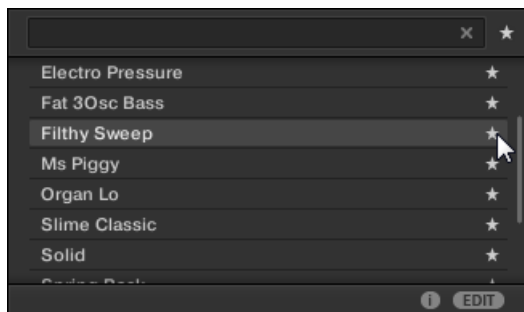 Electro Pressure
Fat 3Osc Bass
Filthy Sweep
Ms Piggy
Organ Lo
Slime Classic
Solid
i EDIT